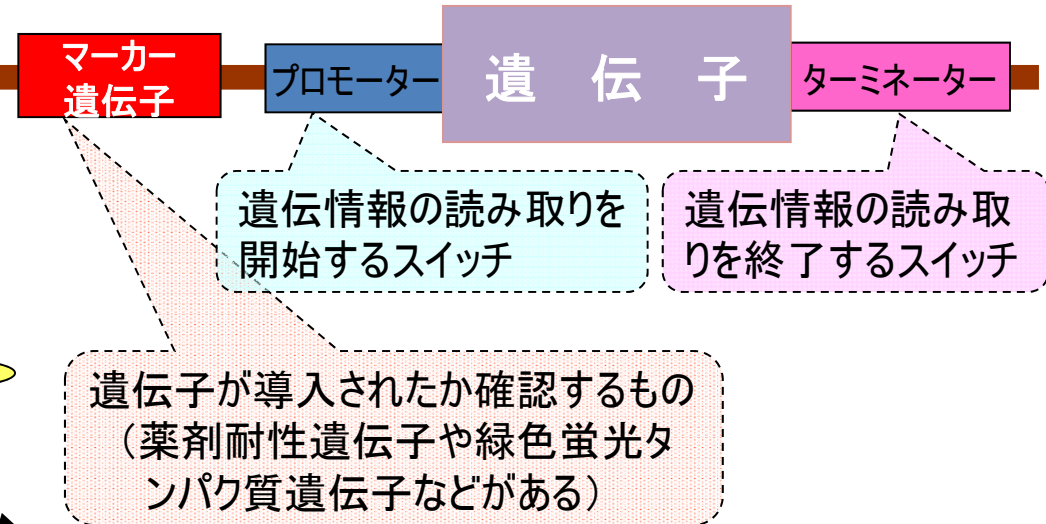 マーカー
遺伝子
プロモーター
遺 伝 子
ターミネーター
遺伝情報の読み取りを
開始するスイッチ
遺伝情報の読み取
りを終了するスイッチ
遺伝子が導入されたか確認するもの
（薬剤耐性遺伝子や緑色蛍光タ
ンパク質遺伝子などがある）